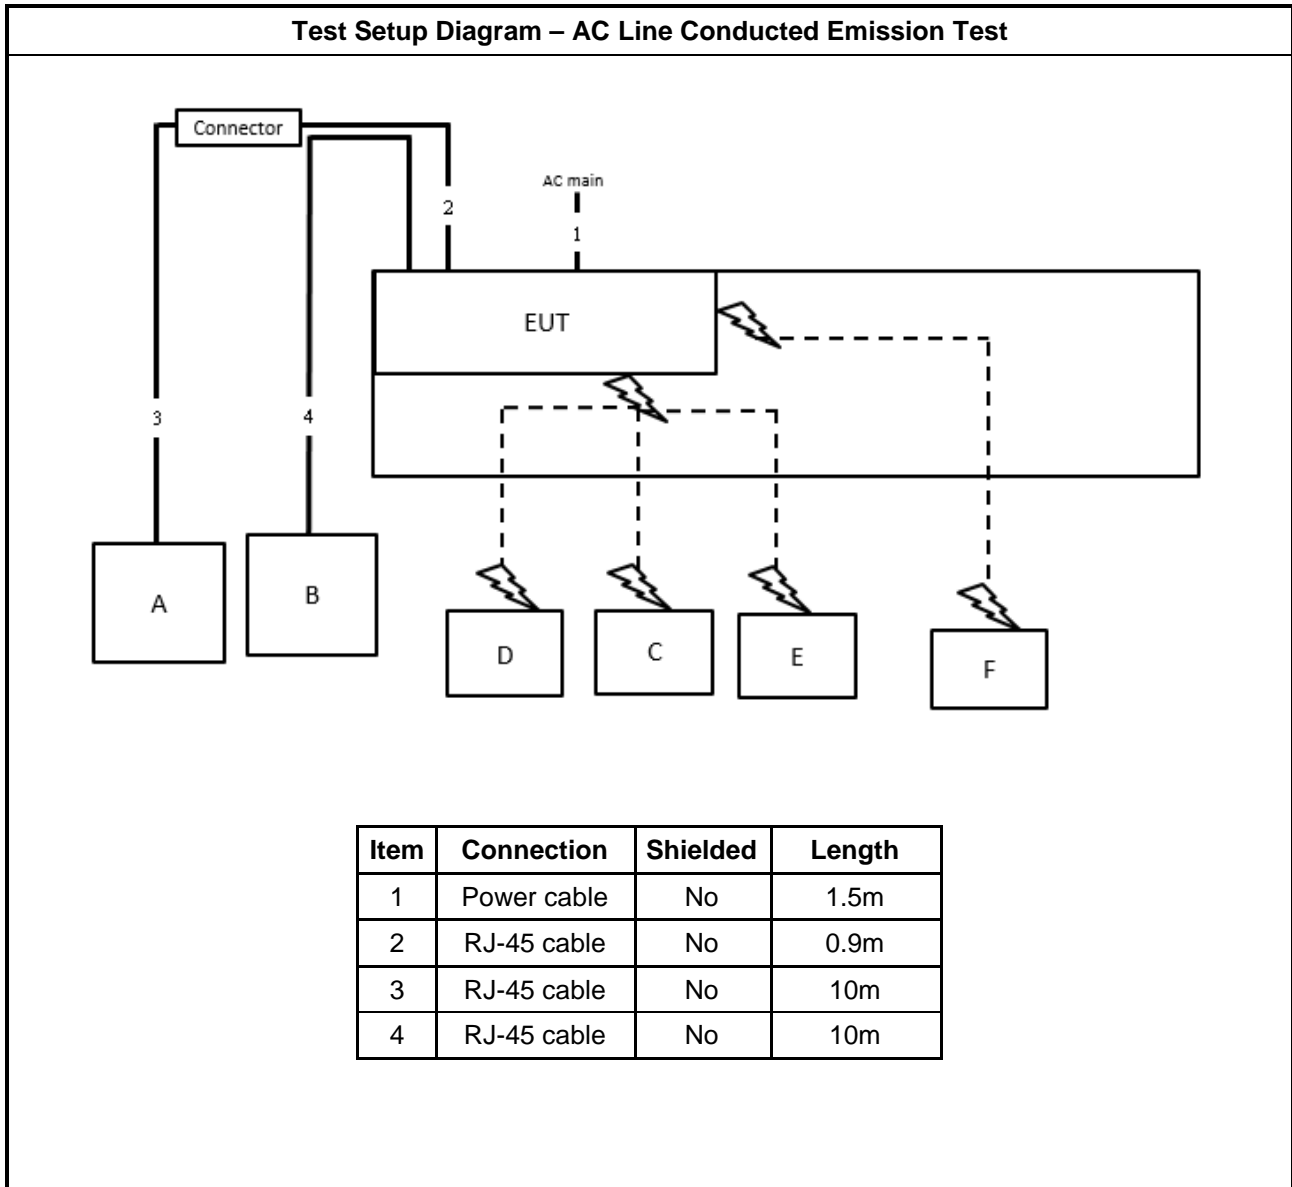 Test Setup Diagram – AC Line Conducted Emission Test
Connector
AC main
2
1
EUT
3
4
A
B
D
C
E
F
Item Connection Shielded Length
1 Power cable No 1.5m
2 RJ-45 cable No 0.9m
3 RJ-45 cable No 10m
4 RJ-45 cable No 10m